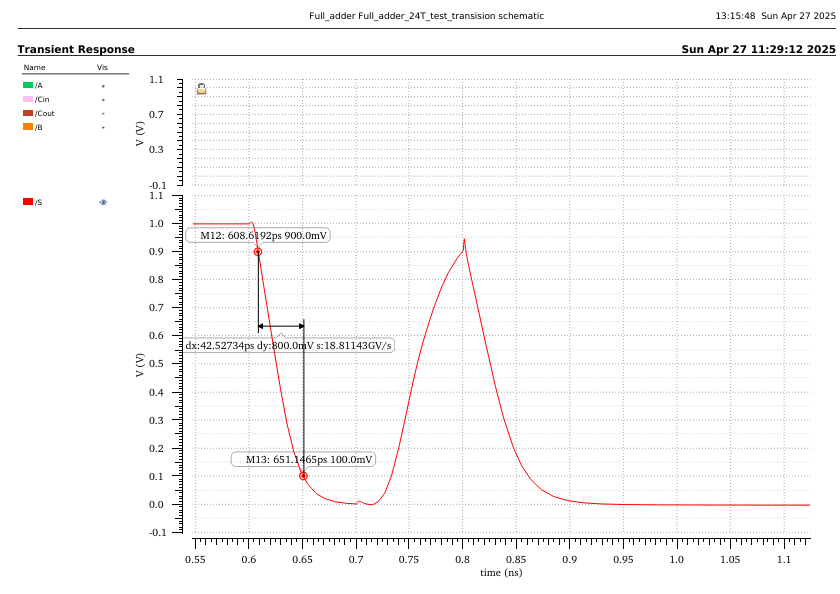 Full_adder Full_adder_24T_test_transision schematic 13:15:48 Sun Apr 27 2025
Transient Response Sun Apr 27 11:29:12 2025
Name Vis
/A
/Cin
/Cout
/B
/S
1.1
0.7
0.3
-0.1
V (V)
1.1
1.0
0.9
0.8
0.7
0.6
0.5
0.4
0.3
0.2
0.1
0.0
-0.1
V (V)
M12: 608.6192ps 900.0mV
dx:42.52734ps dy:800.0mV s:18.81143GV/s
M13: 651.1465ps 100.0mV
0.55 0.6 0.65 0.7 0.75 0.8 0.85 0.9 0.95 1.0 1.05 1.1
time (ns)